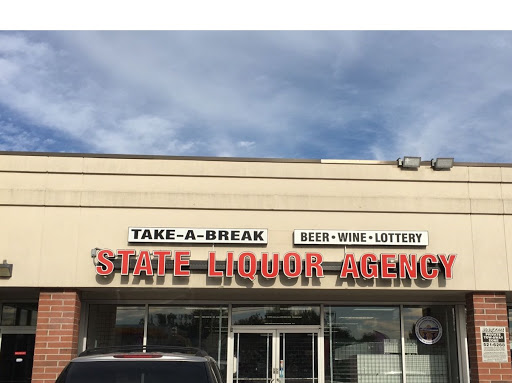 TAKE-A-BREAK
BEER • WINE • LOTTERY
STATE LIQUOR AGENCY